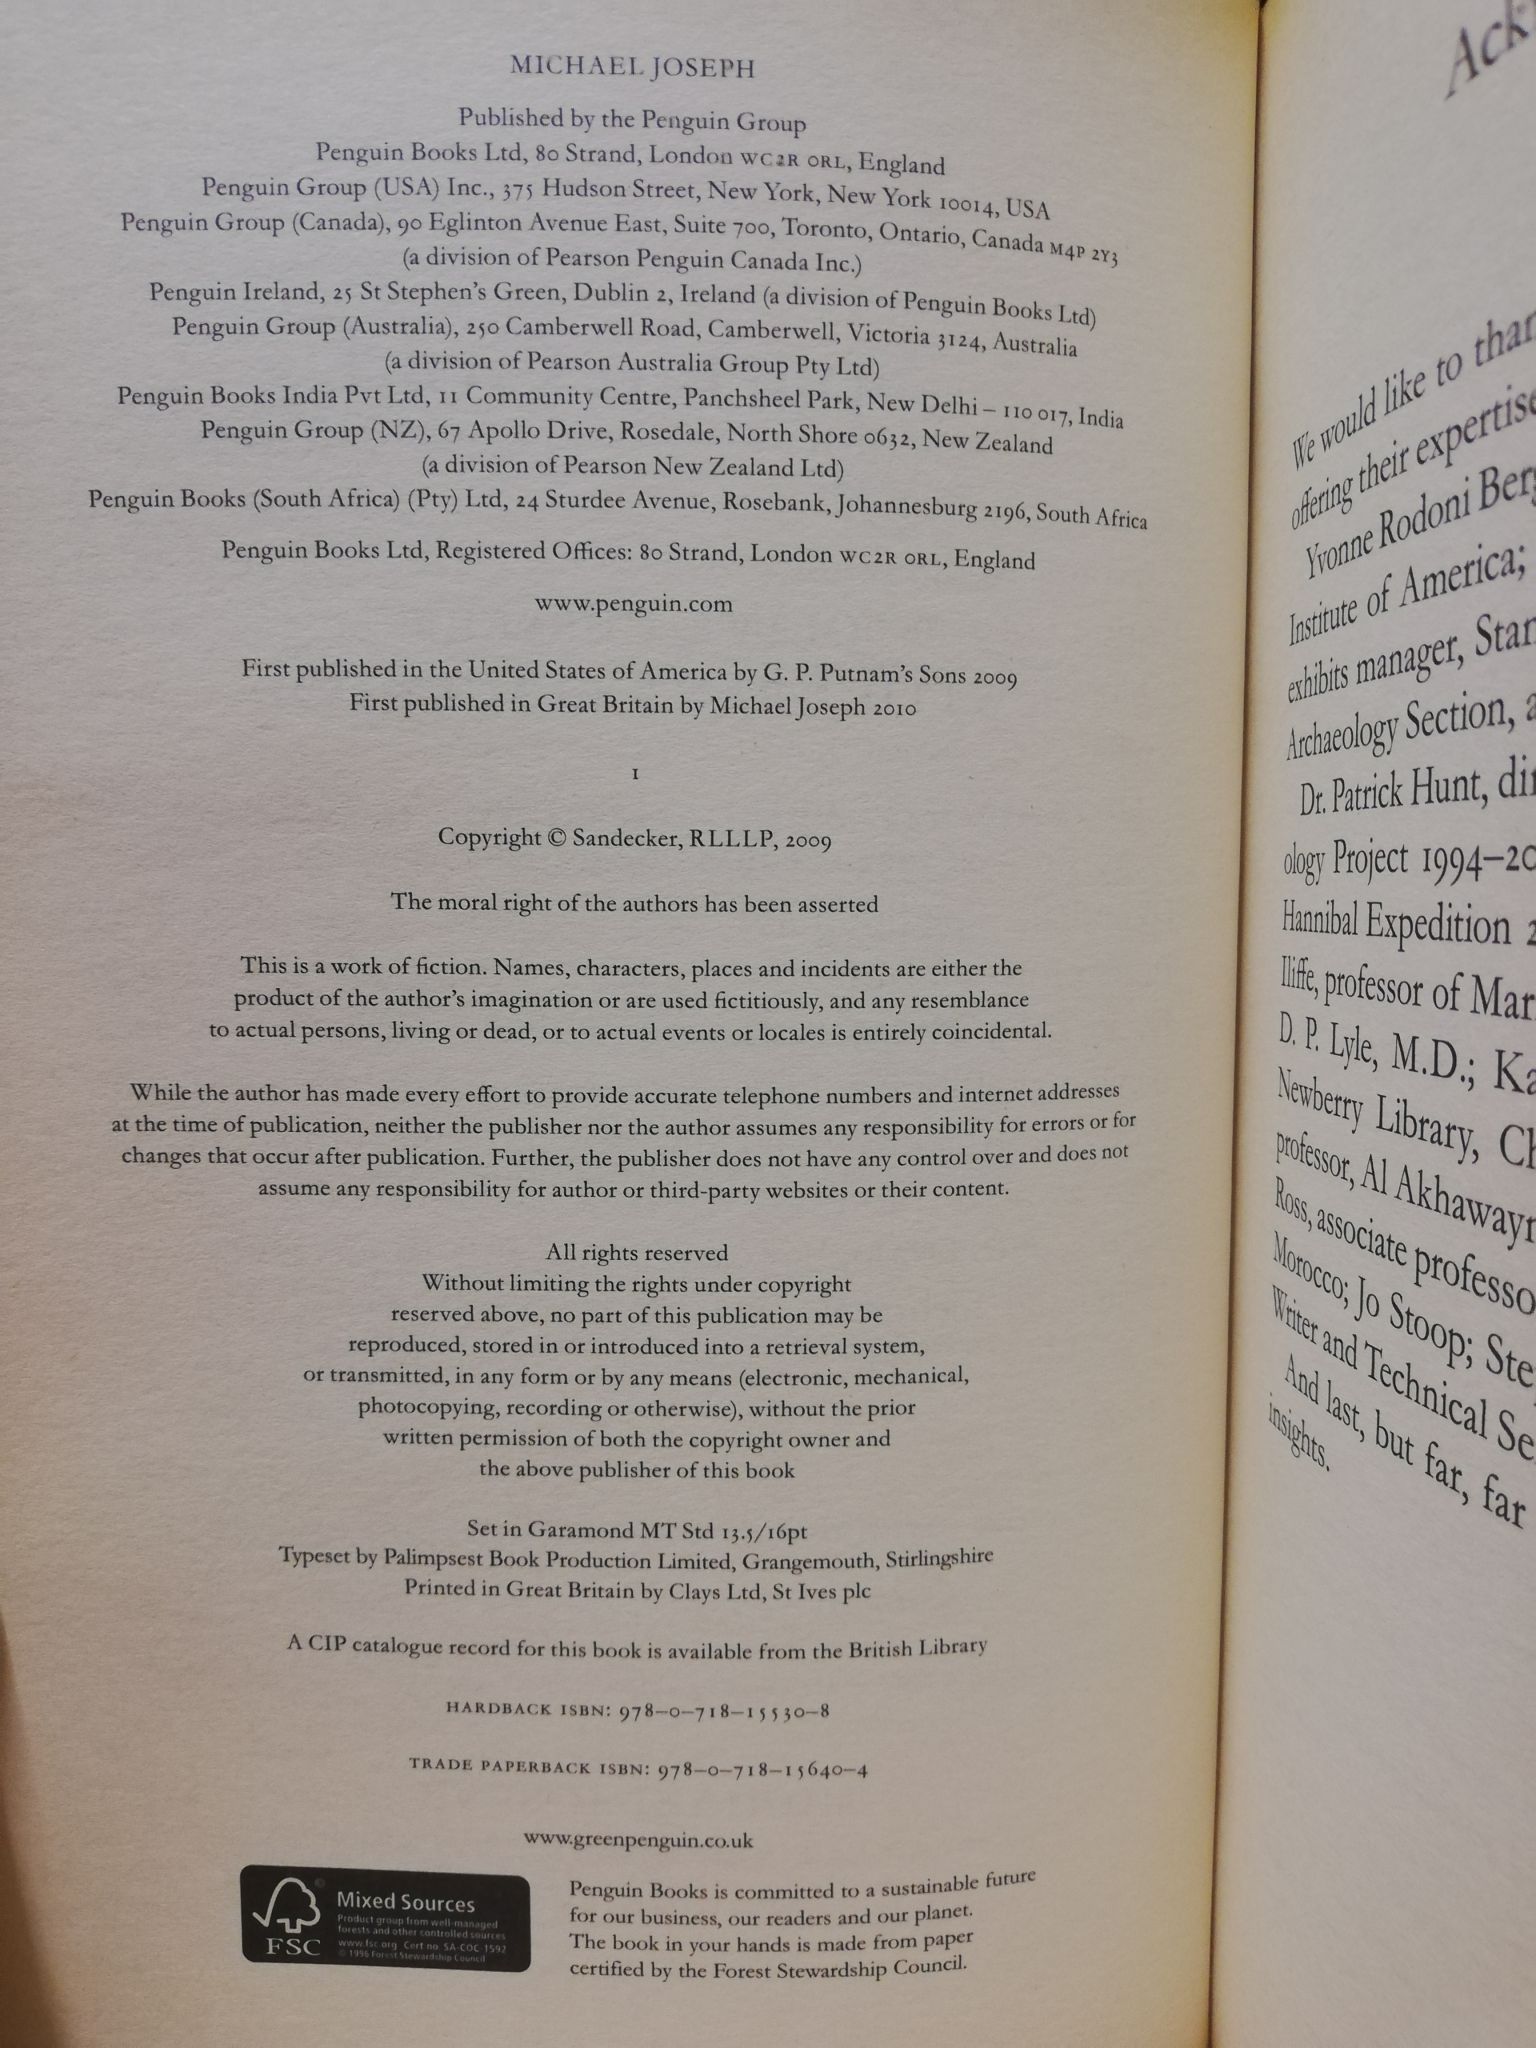 MICHAEL JOSEPH
Published by the Penguin Group
Penguin Books Ltd, 80 Strand, London WC2R 0RL, England
Penguin Group (USA) Inc., 375 Hudson Street, New York, New York 10014, USA
Penguin Group (Canada), 90 Eglinton Avenue East, Suite 700, Toronto, Ontario, Canada M4P 2Y3
(a division of Pearson Penguin Canada Inc.)
Penguin Ireland, 25 St Stephen's Green, Dublin 2, Ireland (a division of Penguin Books Ltd)
Penguin Group (Australia), 250 Camberwell Road, Camberwell, Victoria 3124, Australia
(a division of Pearson Australia Group Pty Ltd)
Penguin Books India Pvt Ltd, 11 Community Centre, Panchsheel Park, New Delhi – 110 017, India
Penguin Group (NZ), 67 Apollo Drive, Rosedale, North Shore 0632, New Zealand
(a division of Pearson New Zealand Ltd)
Penguin Books (South Africa) (Pty) Ltd, 24 Sturdee Avenue, Rosebank, Johannesburg 2196, South Africa
Penguin Books Ltd, Registered Offices: 80 Strand, London WC2R 0RL, England
www.penguin.com
First published in the United States of America by G. P. Putnam's Sons 2009
First published in Great Britain by Michael Joseph 2010
1
Copyright © Sandecker, RLLLP, 2009
The moral right of the authors has been asserted
This is a work of fiction. Names, characters, places and incidents are either the
product of the author's imagination or are used fictitiously, and any resemblance
to actual persons, living or dead, or to actual events or locales is entirely coincidental.
While the author has made every effort to provide accurate telephone numbers and internet addresses
at the time of publication, neither the publisher nor the author assumes any responsibility for errors or for
changes that occur after publication. Further, the publisher does not have any control over and does not
assume any responsibility for author or third-party websites or their content.
All rights reserved
Without limiting the rights under copyright
reserved above, no part of this publication may be
reproduced, stored in or introduced into a retrieval system,
or transmitted, in any form or by any means (electronic, mechanical,
photocopying, recording or otherwise), without the prior
written permission of both the copyright owner and
the above publisher of this book
Set in Garamond MT Std 13.5/16pt
Typeset by Palimpsest Book Production Limited, Grangemouth, Stirlingshire
Printed in Great Britain by Clays Ltd, St Ives plc
A CIP catalogue record for this book is available from the British Library
HARDBACK ISBN: 978–0–718–15530–8
TRADE PAPERBACK ISBN: 978–0–718–15640–4
www.greenpenguin.co.uk
FSC
Mixed Sources
Product group from well-managed
forests and other controlled sources
www.fsc.org Cert no. SA-COC-1592
© 1996 Forest Stewardship Council
Penguin Books is committed to a sustainable future
for our business, our readers and our planet.
The book in your hands is made from paper
certified by the Forest Stewardship Council.
We would like to
offering their
Yvonne Rodoni
Institute of America;
exhibits manager,
Archaeology Section,
Dr. Patrick Hunt,
ology Project
Hannibal Expedition
Iliffe, professor of
D. P. Lyle, M.D.;
Newberry Library,
professor, Al
Ross, associate
Morocco; Jo Stoop;
Writer and Technical
And last, but far, far
insights.